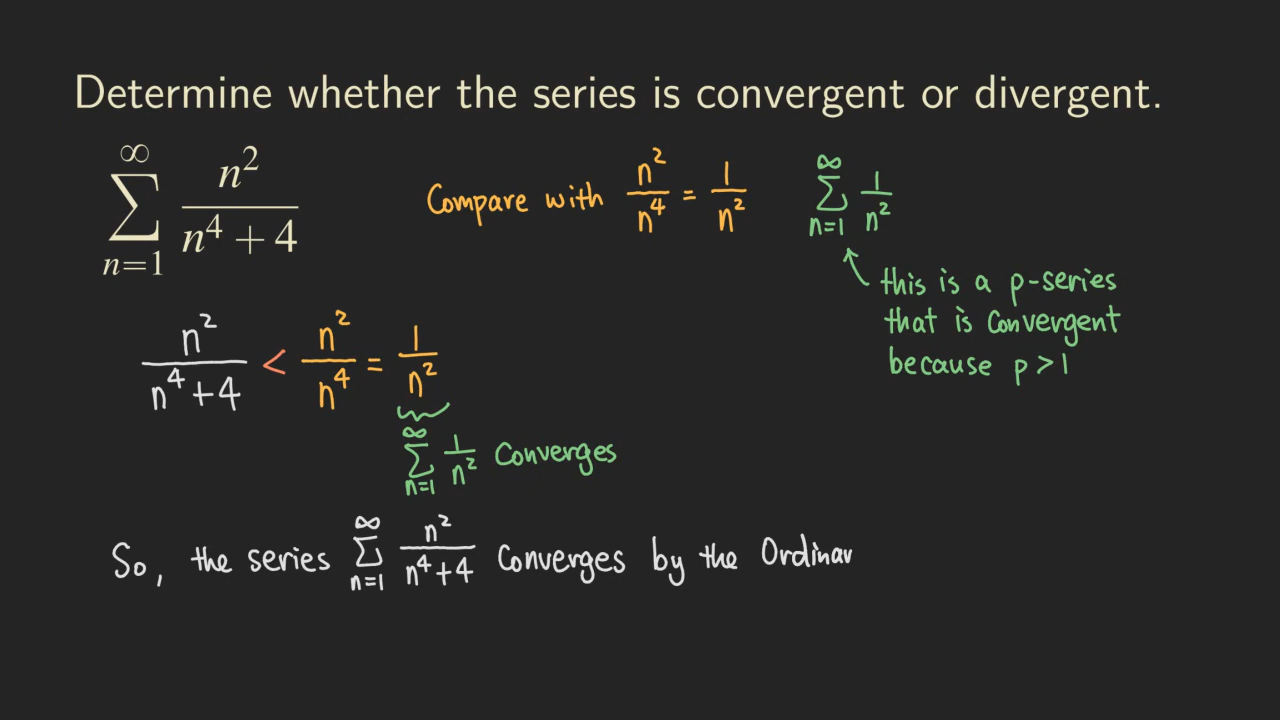 Determine whether the series is convergent or divergent.
∞
∑ n² / (n⁴ + 4)
n=1
Compare with n²/n⁴ = 1/n²
∞
∑ 1/n²
n=1
this is a p-series
that is convergent
because p > 1
n²/(n⁴+4) < n²/n⁴ = 1/n²
∞
∑ 1/n² Converges
n=1
So, the series ∞∑n=1 n²/(n⁴+4) Converges by the Ordinar